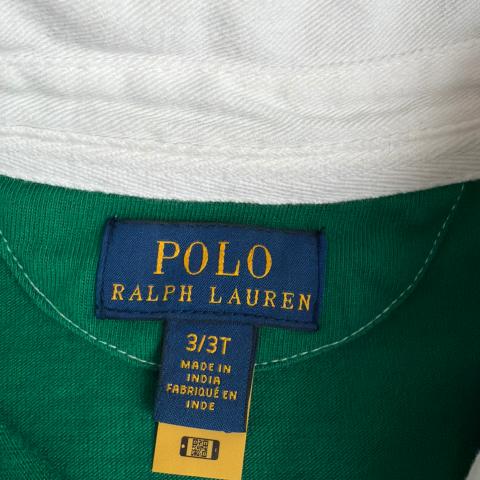 POLO
RALPH LAUREN
3/3T
MADE IN
INDIA
FABRIQUÉ EN
INDE